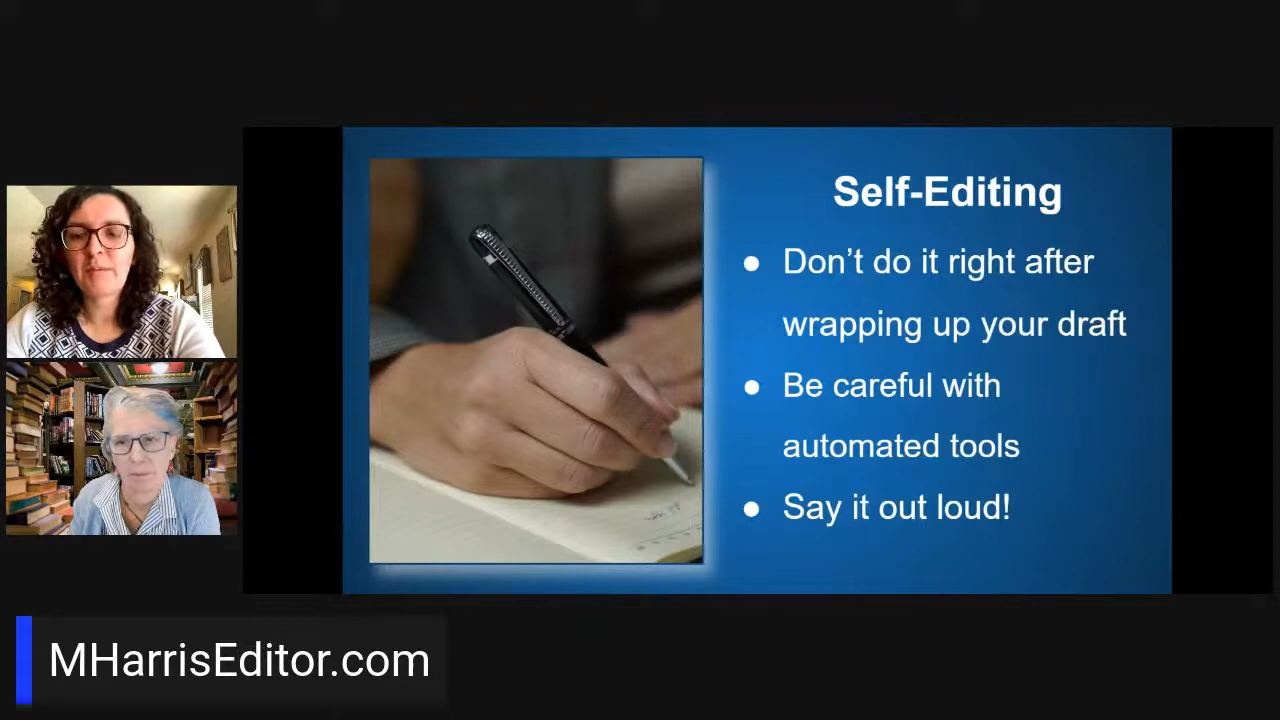 Self-Editing
● Don’t do it right after
wrapping up your draft
● Be careful with
automated tools
● Say it out loud!
MHarrisEditor.com